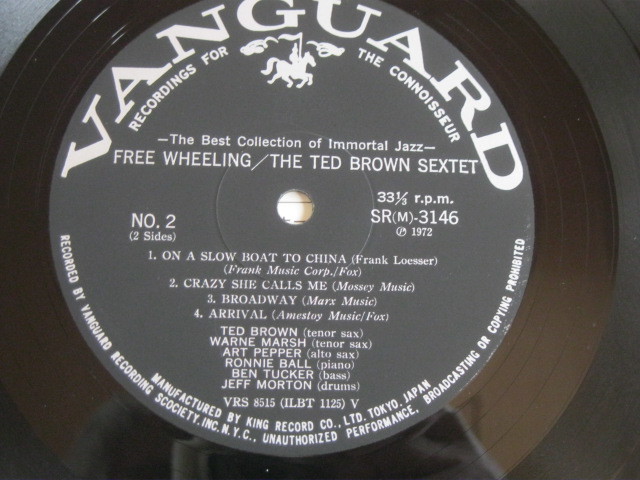 VANGUARD
RECORDINGS FOR THE CONNOISSEUR
—The Best Collection of Immortal Jazz—
FREE WHEELING/THE TED BROWN SEXTET
33⅓ r.p.m.
NO. 2
SR(M)-3146
(2 Sides)
Ⓟ 1972
1. ON A SLOW BOAT TO CHINA (Frank Loesser)
(Frank Music Corp./Fox)
2. CRAZY SHE CALLS ME (Mossey Music)
3. BROADWAY (Marx Music)
4. ARRIVAL (Amestoy Music/Fox)
TED BROWN (tenor sax)
WARNE MARSH (tenor sax)
ART PEPPER (alto sax)
RONNIE BALL (piano)
BEN TUCKER (bass)
JEFF MORTON (drums)
VRS 8515 (ILBT 1125) V
MANUFACTURED BY KING RECORD CO., LTD. TOKYO, JAPAN
RECORDED BY VANGUARD RECORDING SCOCIETY, INC. N.Y.C., UNAUTHORIZED PERFORMANCE, BROADCASTING OR COPYING PROHIBITED